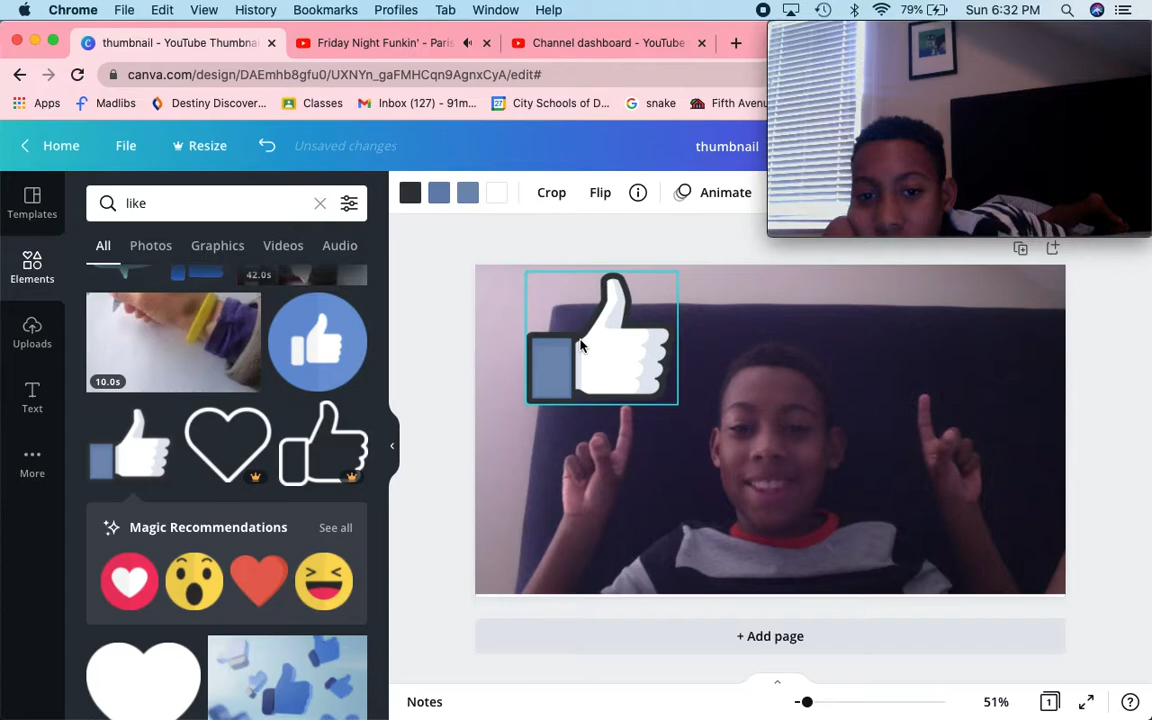 Chrome File Edit View History Bookmarks Profiles Tab Window Help 79% Sun 6:32 PM
thumbnail - YouTube Thumbna Friday Night Funkin' - Paris Channel dashboard - YouTube
canva.com/design/DAEmhb8gfu0/UXNYn_gaFMHCqn9AgnxCyA/edit#
Apps Madlibs Destiny Discover... Classes Inbox (127) - 91m... City Schools of D... snake Fifth Avenu
27
Home File Resize Unsaved changes thumbnail
Templates
Elements
Uploads
Text
More
like
All Photos Graphics Videos Audio
42.0s
10.0s
Magic Recommendations See all
Crop Flip Animate
+ Add page
Notes 51% 1